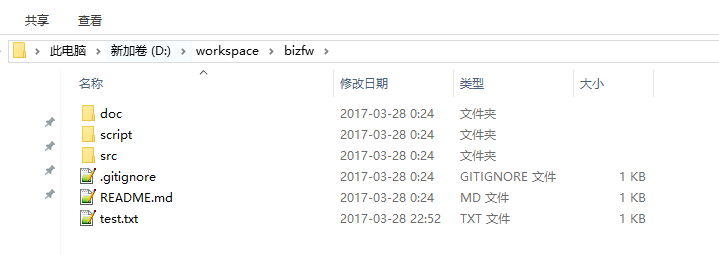 共享 查看
此电脑 > 新加卷 (D:) > workspace > bizfw >
名称 修改日期 类型 大小
doc 2017-03-28 0:24 文件夹
script 2017-03-28 0:24 文件夹
src 2017-03-28 0:24 文件夹
.gitignore 2017-03-28 0:24 GITIGNORE 文件 1 KB
README.md 2017-03-28 0:24 MD 文件 1 KB
test.txt 2017-03-28 22:52 TXT 文件 1 KB